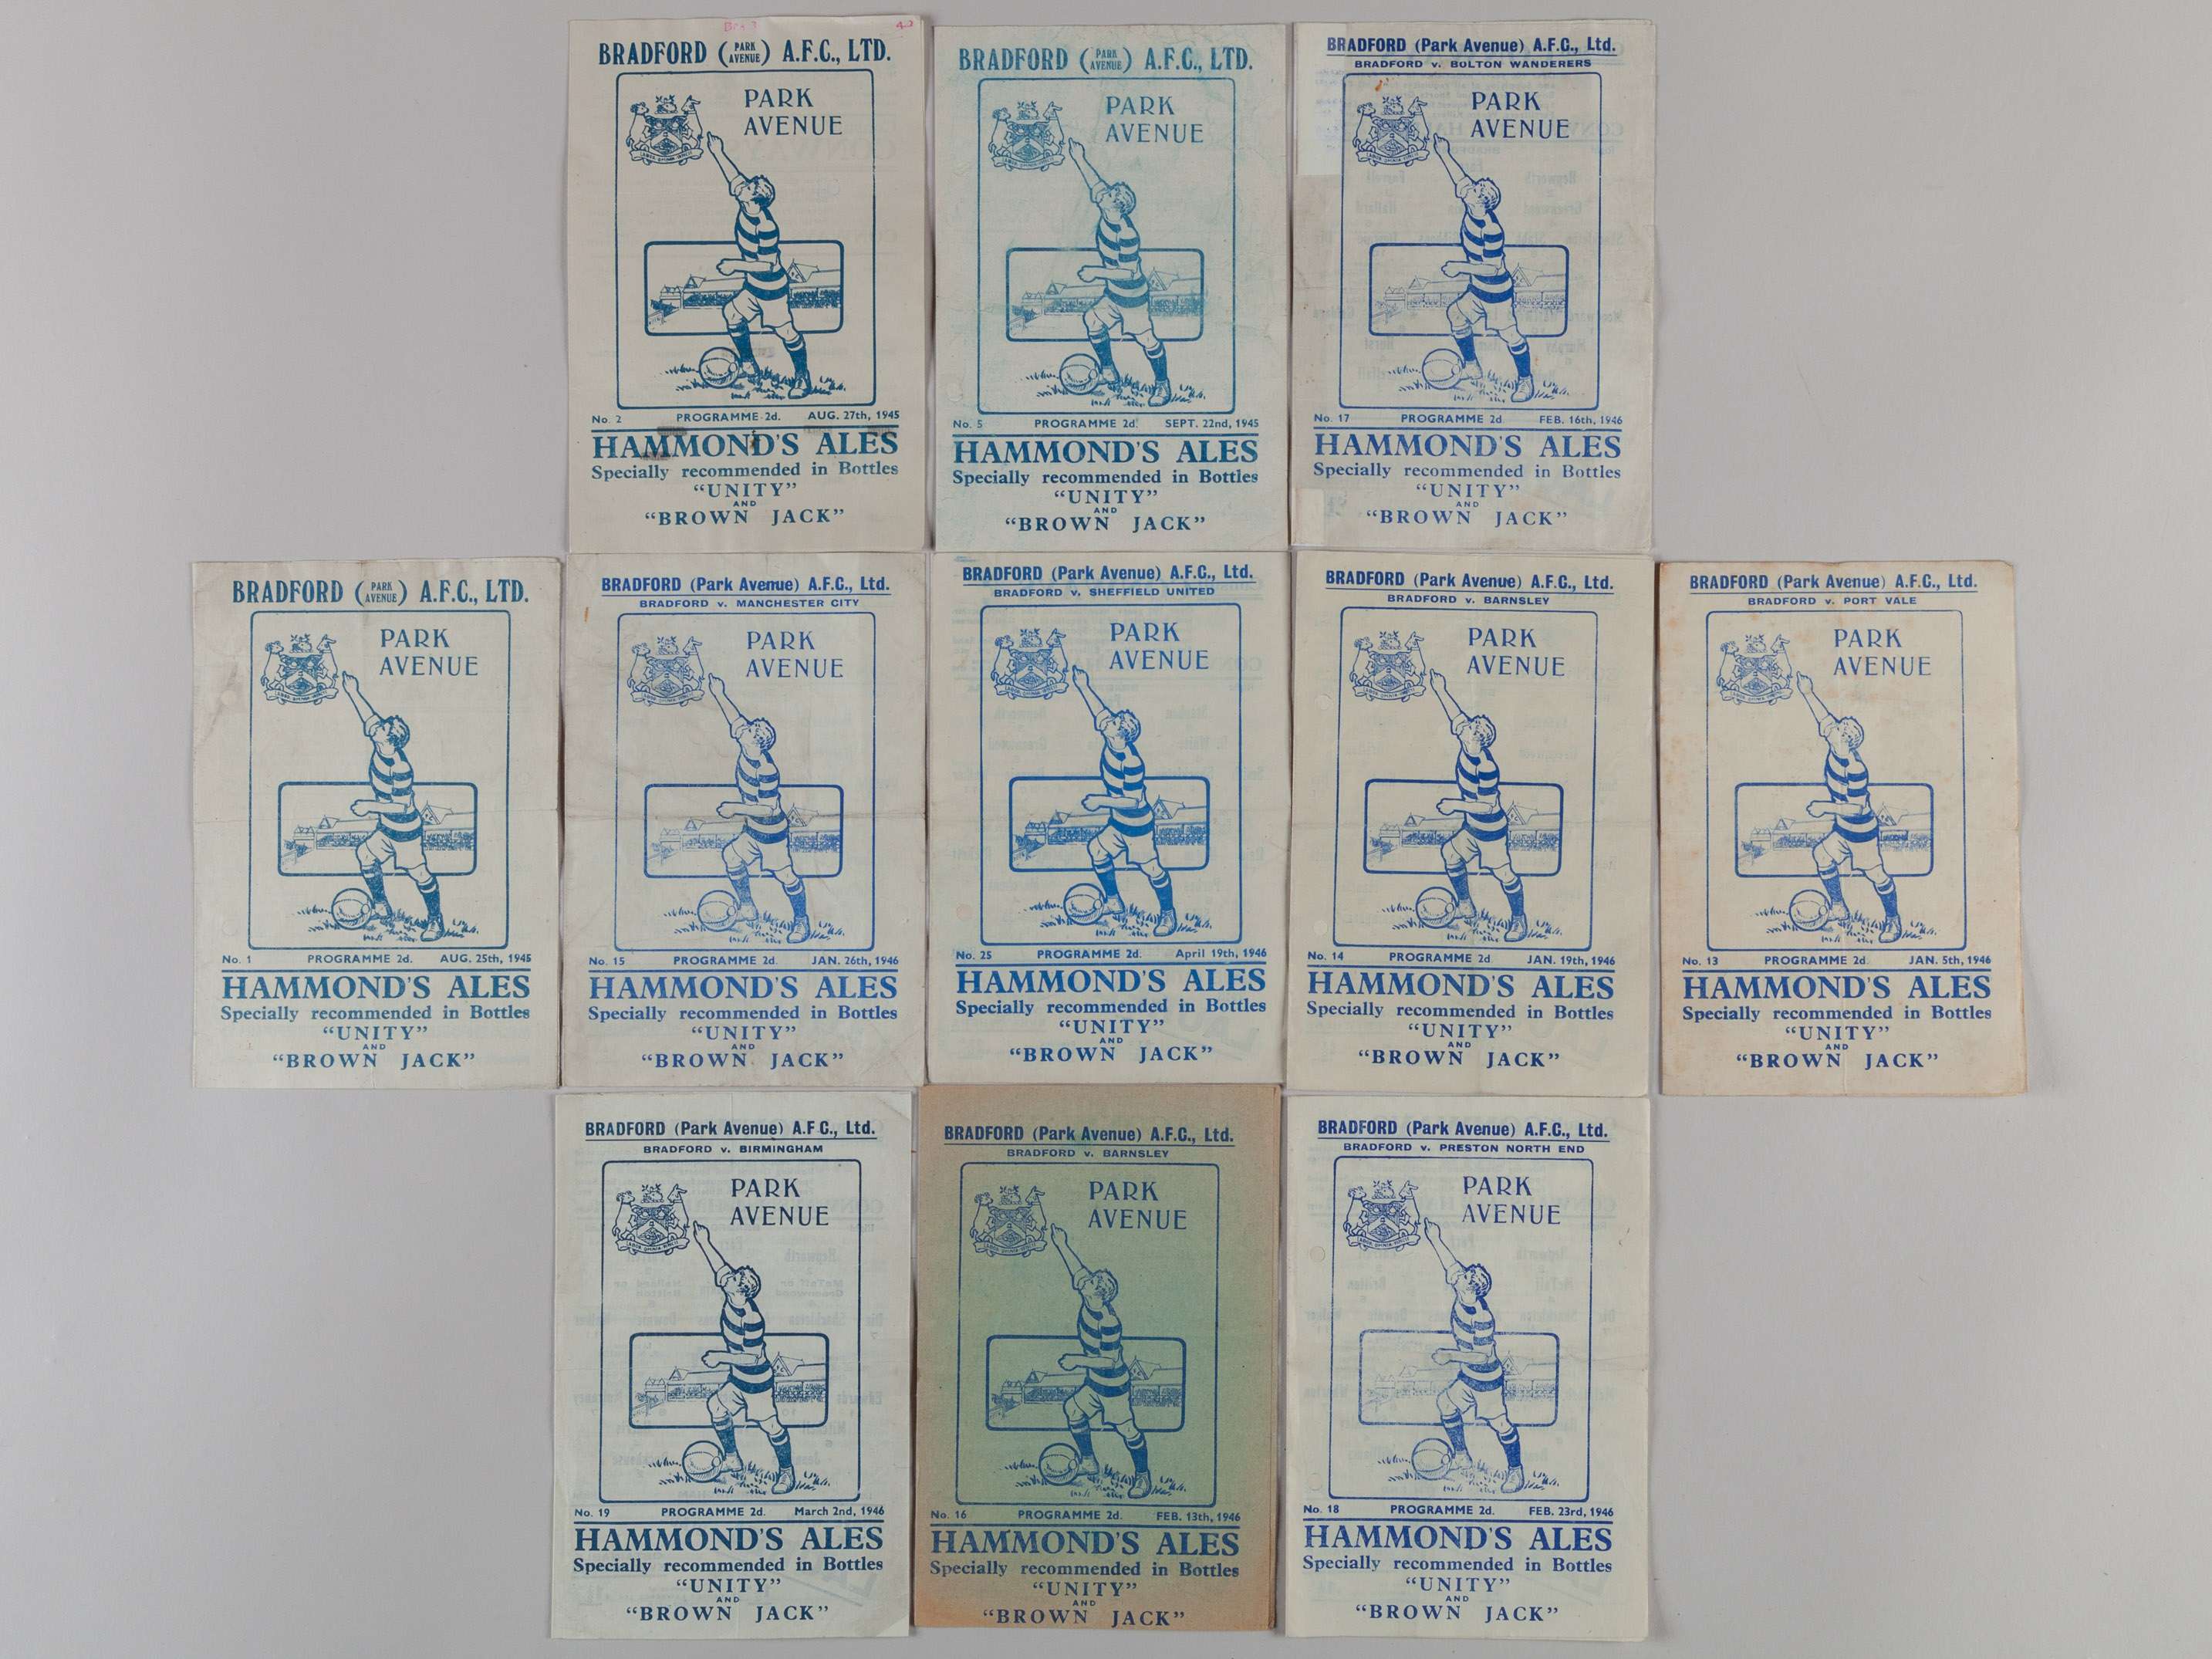 BRADFORD (PARK AVENUE) A.F.C., LTD.
PARK
AVENUE
No. 2 PROGRAMME 2d. AUG. 27th, 1945
HAMMOND'S ALES
Specially recommended in Bottles
"UNITY"
AND
"BROWN JACK"
BRADFORD (PARK AVENUE) A.F.C., LTD.
PARK
AVENUE
No. 5 PROGRAMME 2d. SEPT. 22nd, 1945
HAMMOND'S ALES
Specially recommended in Bottles
"UNITY"
AND
"BROWN JACK"
BRADFORD (Park Avenue) A.F.C., Ltd.
BRADFORD v. BOLTON WANDERERS
PARK
AVENUE
No. 17 PROGRAMME 2d FEB. 16th, 1946
HAMMOND'S ALES
Specially recommended in Bottles
"UNITY"
AND
"BROWN JACK"
BRADFORD (PARK AVENUE) A.F.C., LTD.
PARK
AVENUE
No. 1 PROGRAMME 2d. AUG. 25th, 1945
HAMMOND'S ALES
Specially recommended in Bottles
"UNITY"
AND
"BROWN JACK"
BRADFORD (Park Avenue) A.F.C., Ltd.
BRADFORD v. MANCHESTER CITY
PARK
AVENUE
No. 15 PROGRAMME 2d. JAN. 26th, 1946
HAMMOND'S ALES
Specially recommended in Bottles
"UNITY"
AND
"BROWN JACK"
BRADFORD (Park Avenue) A.F.C., Ltd.
BRADFORD v. SHEFFIELD UNITED
PARK
AVENUE
No. 25 PROGRAMME 2d. April 19th, 1946
HAMMOND'S ALES
Specially recommended in Bottles
"UNITY"
AND
"BROWN JACK"
BRADFORD (Park Avenue) A.F.C., Ltd.
BRADFORD v. BARNSLEY
PARK
AVENUE
No. 14 PROGRAMME 2d. JAN. 19th, 1946
HAMMOND'S ALES
Specially recommended in Bottles
"UNITY"
AND
"BROWN JACK"
BRADFORD (Park Avenue) A.F.C., Ltd.
BRADFORD v. PORT VALE
PARK
AVENUE
No. 13 PROGRAMME 2d. JAN. 5th, 1946
HAMMOND'S ALES
Specially recommended in Bottles
"UNITY"
AND
"BROWN JACK"
BRADFORD (Park Avenue) A.F.C., Ltd.
BRADFORD v. BIRMINGHAM
PARK
AVENUE
No. 19 PROGRAMME 2d. March 2nd, 1946
HAMMOND'S ALES
Specially recommended in Bottles
"UNITY"
AND
"BROWN JACK"
BRADFORD (Park Avenue) A.F.C., Ltd.
BRADFORD v. BARNSLEY
PARK
AVENUE
No. 16 PROGRAMME 2d. FEB. 13th, 1946
HAMMOND'S ALES
Specially recommended in Bottles
"UNITY"
AND
"BROWN JACK"
BRADFORD (Park Avenue) A.F.C., Ltd.
BRADFORD v. PRESTON NORTH END
PARK
AVENUE
No. 18 PROGRAMME 2d. FEB. 23rd, 1946
HAMMOND'S ALES
Specially recommended in Bottles
"UNITY"
AND
"BROWN JACK"